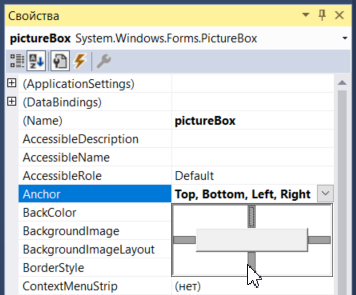 Свойства
pictureBox System.Windows.Forms.PictureBox
(ApplicationSettings)
(DataBindings)
(Name) pictureBox
AccessibleDescription
AccessibleName
AccessibleRole Default
Anchor Top, Bottom, Left, Right
BackColor
BackgroundImage
BackgroundImageLayout
BorderStyle
ContextMenuStrip (нет)